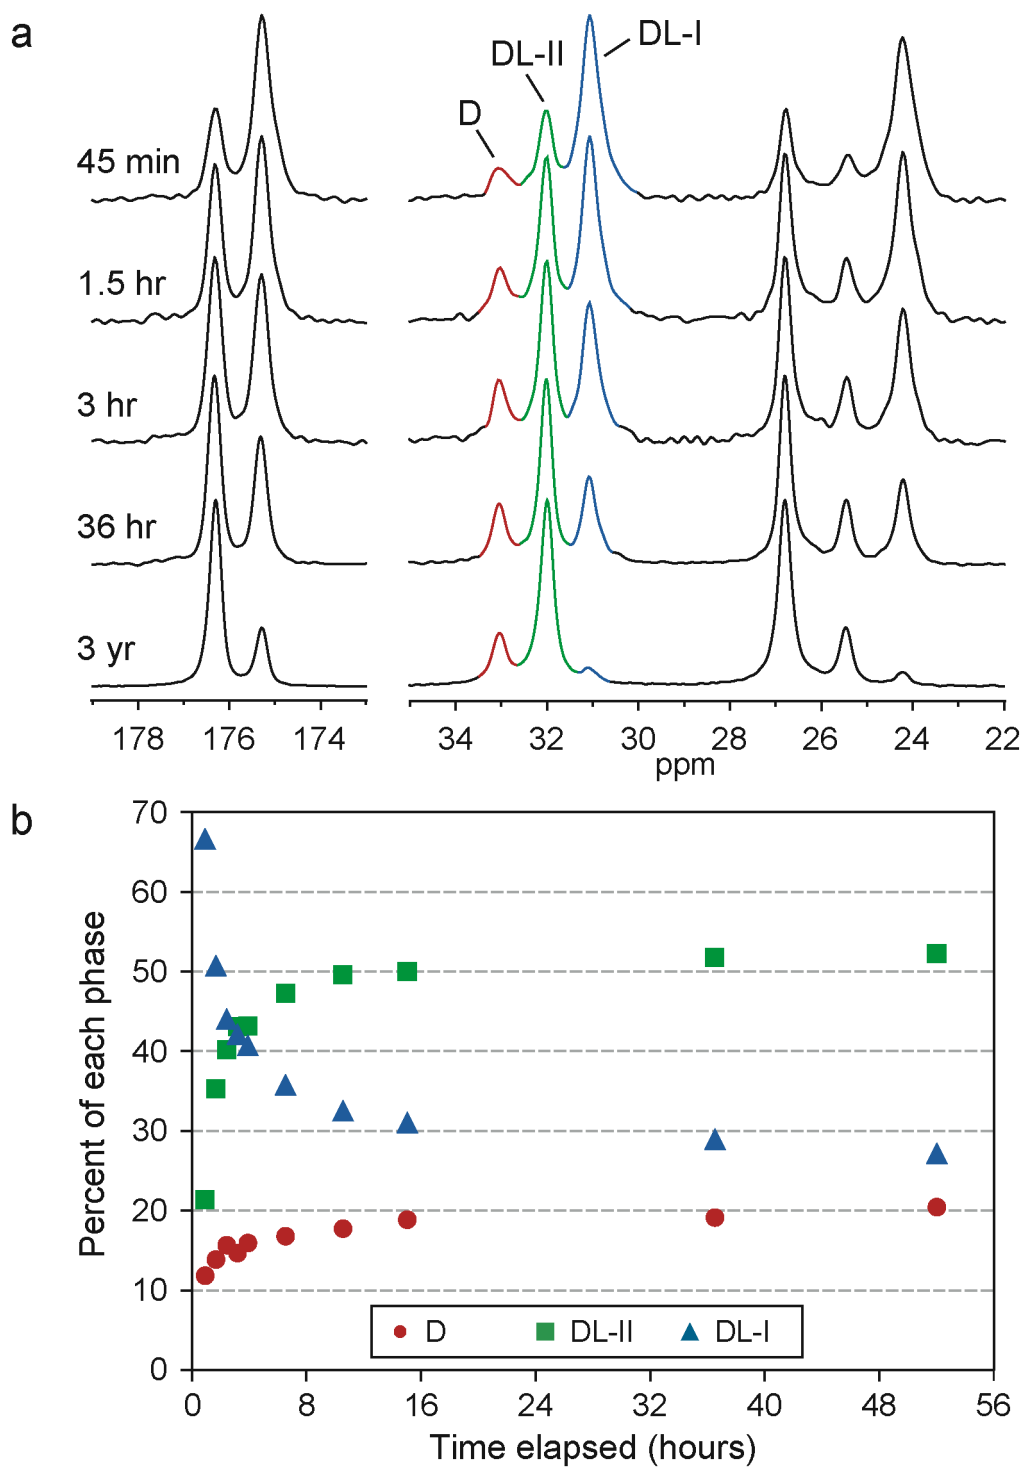 a
DL-I
DL-II
D
45 min
1.5 hr
3 hr
36 hr
3 yr
178 176 174 34 32 30 28 26 24 22
ppm
b
70
60
50
40
30
20
10
0
Percent of each phase
D DL-II DL-I
0 8 16 24 32 40 48 56
Time elapsed (hours)